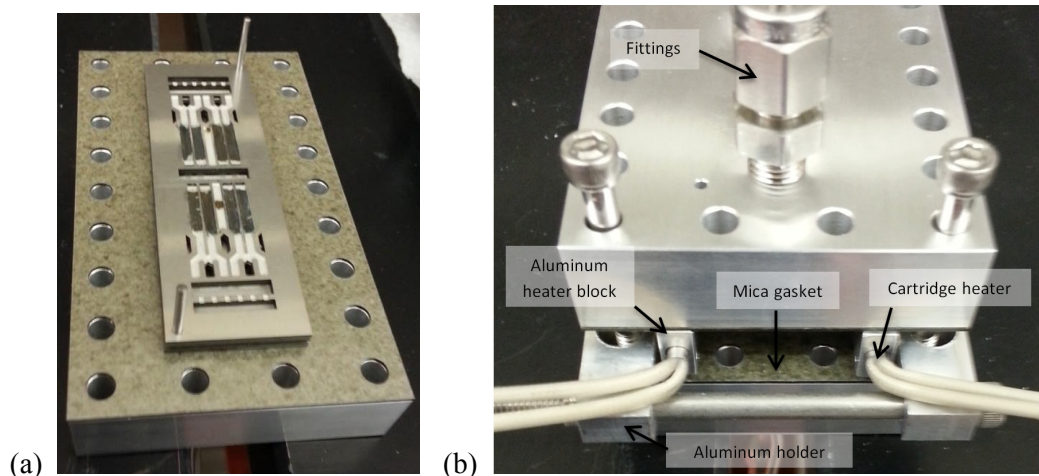 Fittings
Aluminum
heater block
Mica gasket
Cartridge heater
Aluminum holder
(a)
(b)